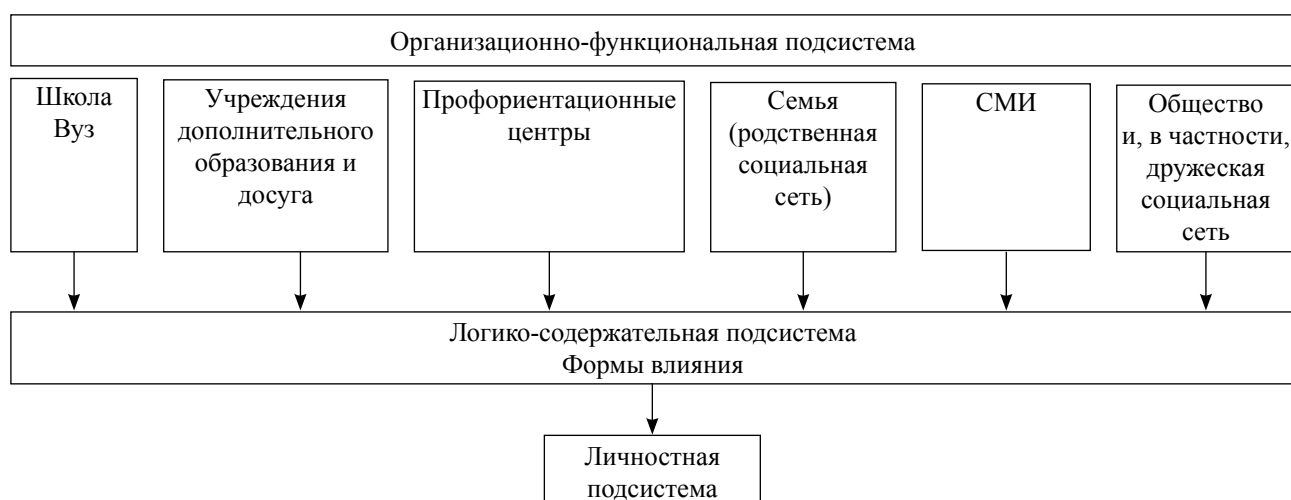 Организационно-функциональная подсистема
Школа
Вуз
Учреждения
дополнительного
образования и
досуга
Профориентационные
центры
Семья
(родственная
социальная
сеть)
СМИ
Общество
и, в частности,
дружеская
социальная
сеть
Логико-содержательная подсистема
Формы влияния
Личностная
подсистема